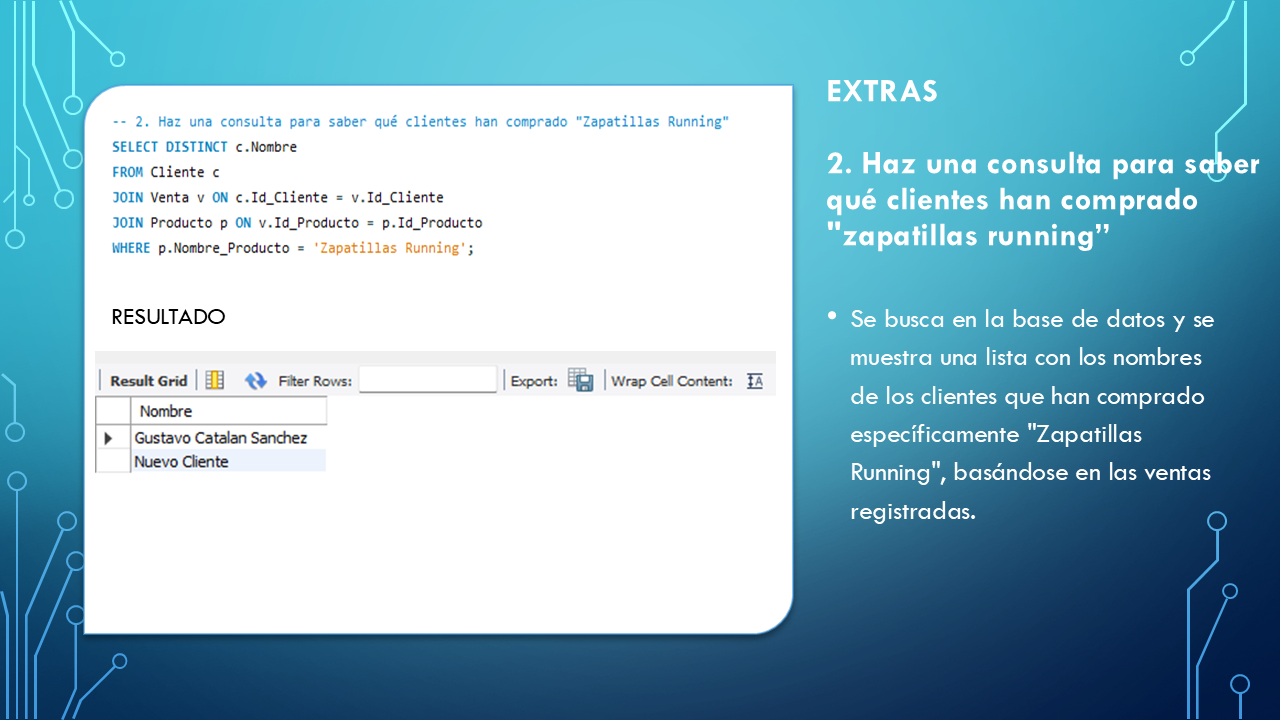 -- 2. Haz una consulta para saber qué clientes han comprado "Zapatillas Running"
SELECT DISTINCT c.Nombre
FROM Cliente c
JOIN Venta v ON c.Id_Cliente = v.Id_Cliente
JOIN Producto p ON v.Id_Producto = p.Id_Producto
WHERE p.Nombre_Producto = 'Zapatillas Running';
RESULTADO
Result Grid Filter Rows: Export: Wrap Cell Content:
Nombre
Gustavo Catalan Sanchez
Nuevo Cliente
EXTRAS
2. Haz una consulta para saber
qué clientes han comprado
"zapatillas running”
• Se busca en la base de datos y se
muestra una lista con los nombres
de los clientes que han comprado
específicamente "Zapatillas
Running", basándose en las ventas
registradas.